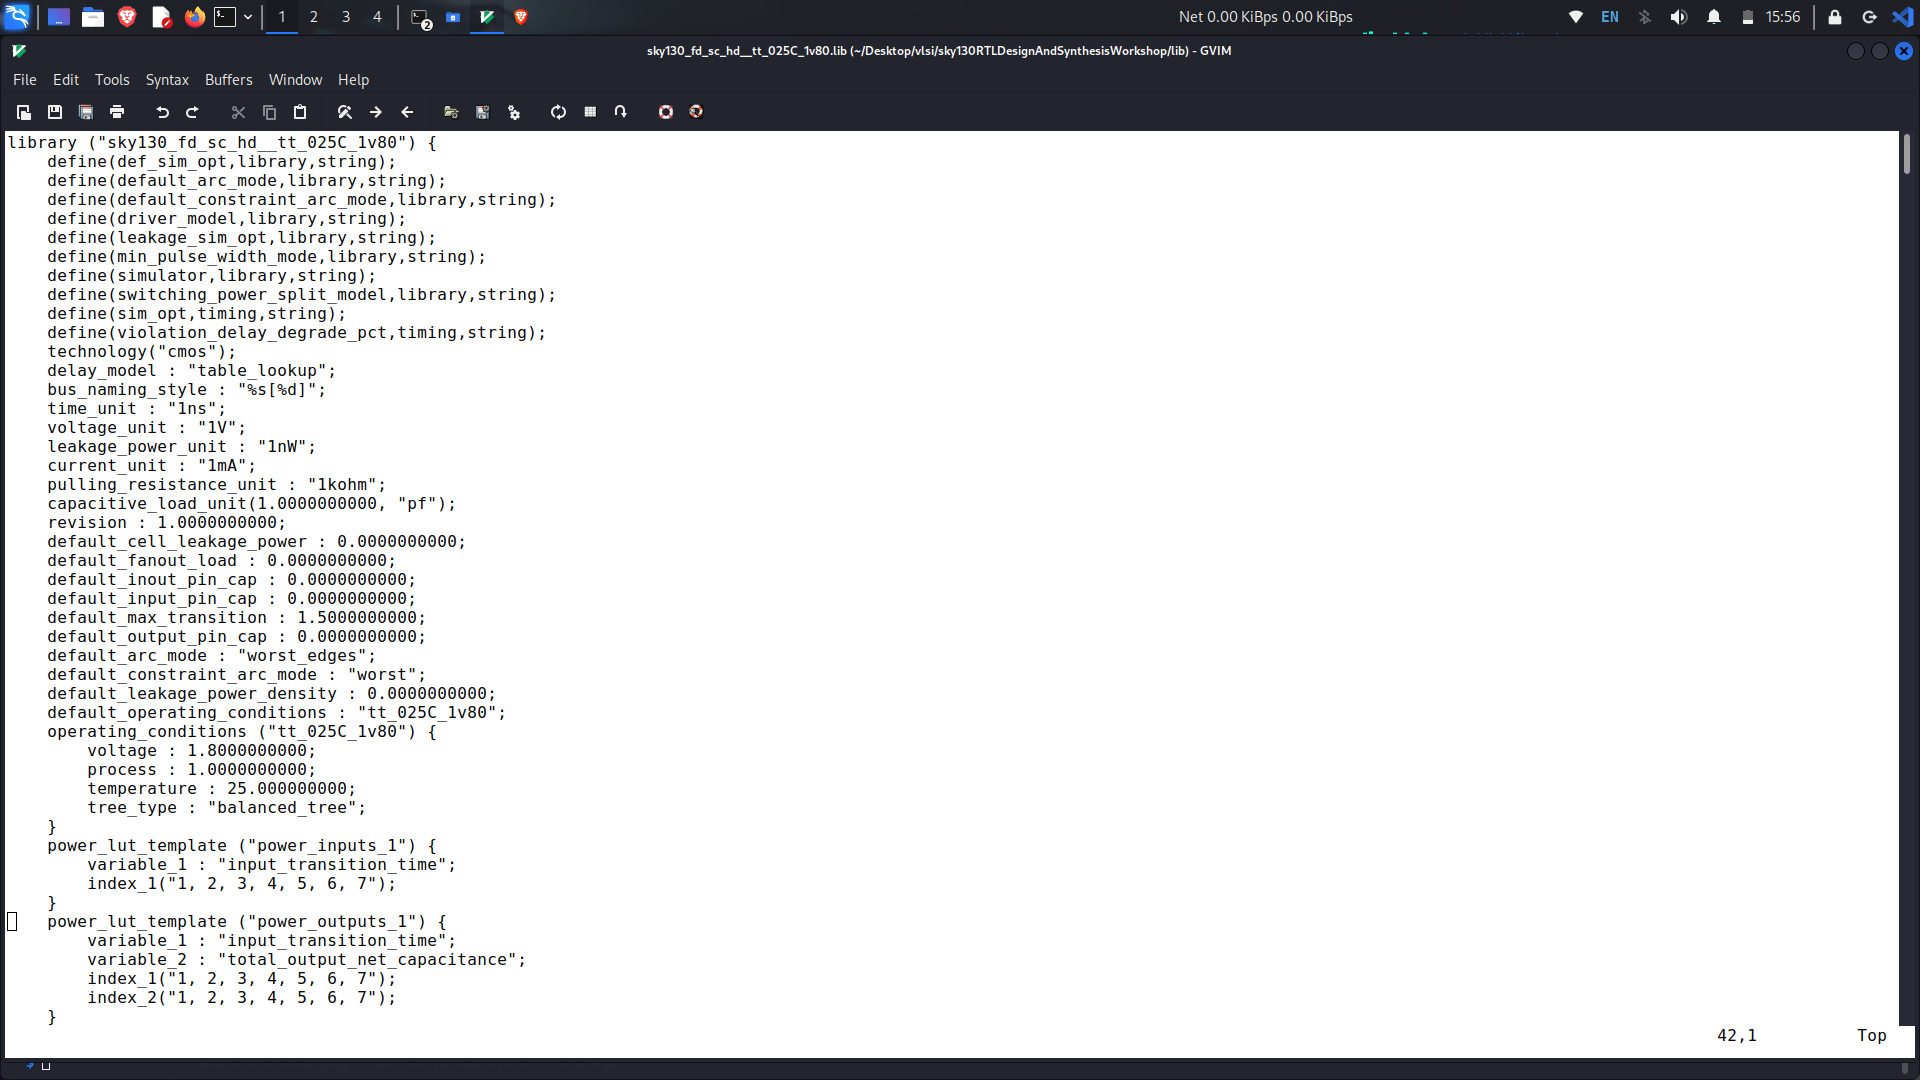 1 2 3 4
2
Net 0.00 KiBps 0.00 KiBps
EN
15:56
sky130_fd_sc_hd__tt_025C_1v80.lib (~/Desktop/vlsi/sky130RTLDesignAndSynthesisWorkshop/lib) - GVIM
File Edit Tools Syntax Buffers Window Help
library ("sky130_fd_sc_hd__tt_025C_1v80") {
    define(def_sim_opt,library,string);
    define(default_arc_mode,library,string);
    define(default_constraint_arc_mode,library,string);
    define(driver_model,library,string);
    define(leakage_sim_opt,library,string);
    define(min_pulse_width_mode,library,string);
    define(simulator,library,string);
    define(switching_power_split_model,library,string);
    define(sim_opt,timing,string);
    define(violation_delay_degrade_pct,timing,string);
    technology("cmos");
    delay_model : "table_lookup";
    bus_naming_style : "%s[%d]";
    time_unit : "1ns";
    voltage_unit : "1V";
    leakage_power_unit : "1nW";
    current_unit : "1mA";
    pulling_resistance_unit : "1kohm";
    capacitive_load_unit(1.0000000000, "pf");
    revision : 1.0000000000;
    default_cell_leakage_power : 0.0000000000;
    default_fanout_load : 0.0000000000;
    default_inout_pin_cap : 0.0000000000;
    default_input_pin_cap : 0.0000000000;
    default_max_transition : 1.5000000000;
    default_output_pin_cap : 0.0000000000;
    default_arc_mode : "worst_edges";
    default_constraint_arc_mode : "worst";
    default_leakage_power_density : 0.0000000000;
    default_operating_conditions : "tt_025C_1v80";
    operating_conditions ("tt_025C_1v80") {
        voltage : 1.8000000000;
        process : 1.0000000000;
        temperature : 25.000000000;
        tree_type : "balanced_tree";
    }
    power_lut_template ("power_inputs_1") {
        variable_1 : "input_transition_time";
        index_1("1, 2, 3, 4, 5, 6, 7");
    }
    power_lut_template ("power_outputs_1") {
        variable_1 : "input_transition_time";
        variable_2 : "total_output_net_capacitance";
        index_1("1, 2, 3, 4, 5, 6, 7");
        index_2("1, 2, 3, 4, 5, 6, 7");
    }
42,1 Top